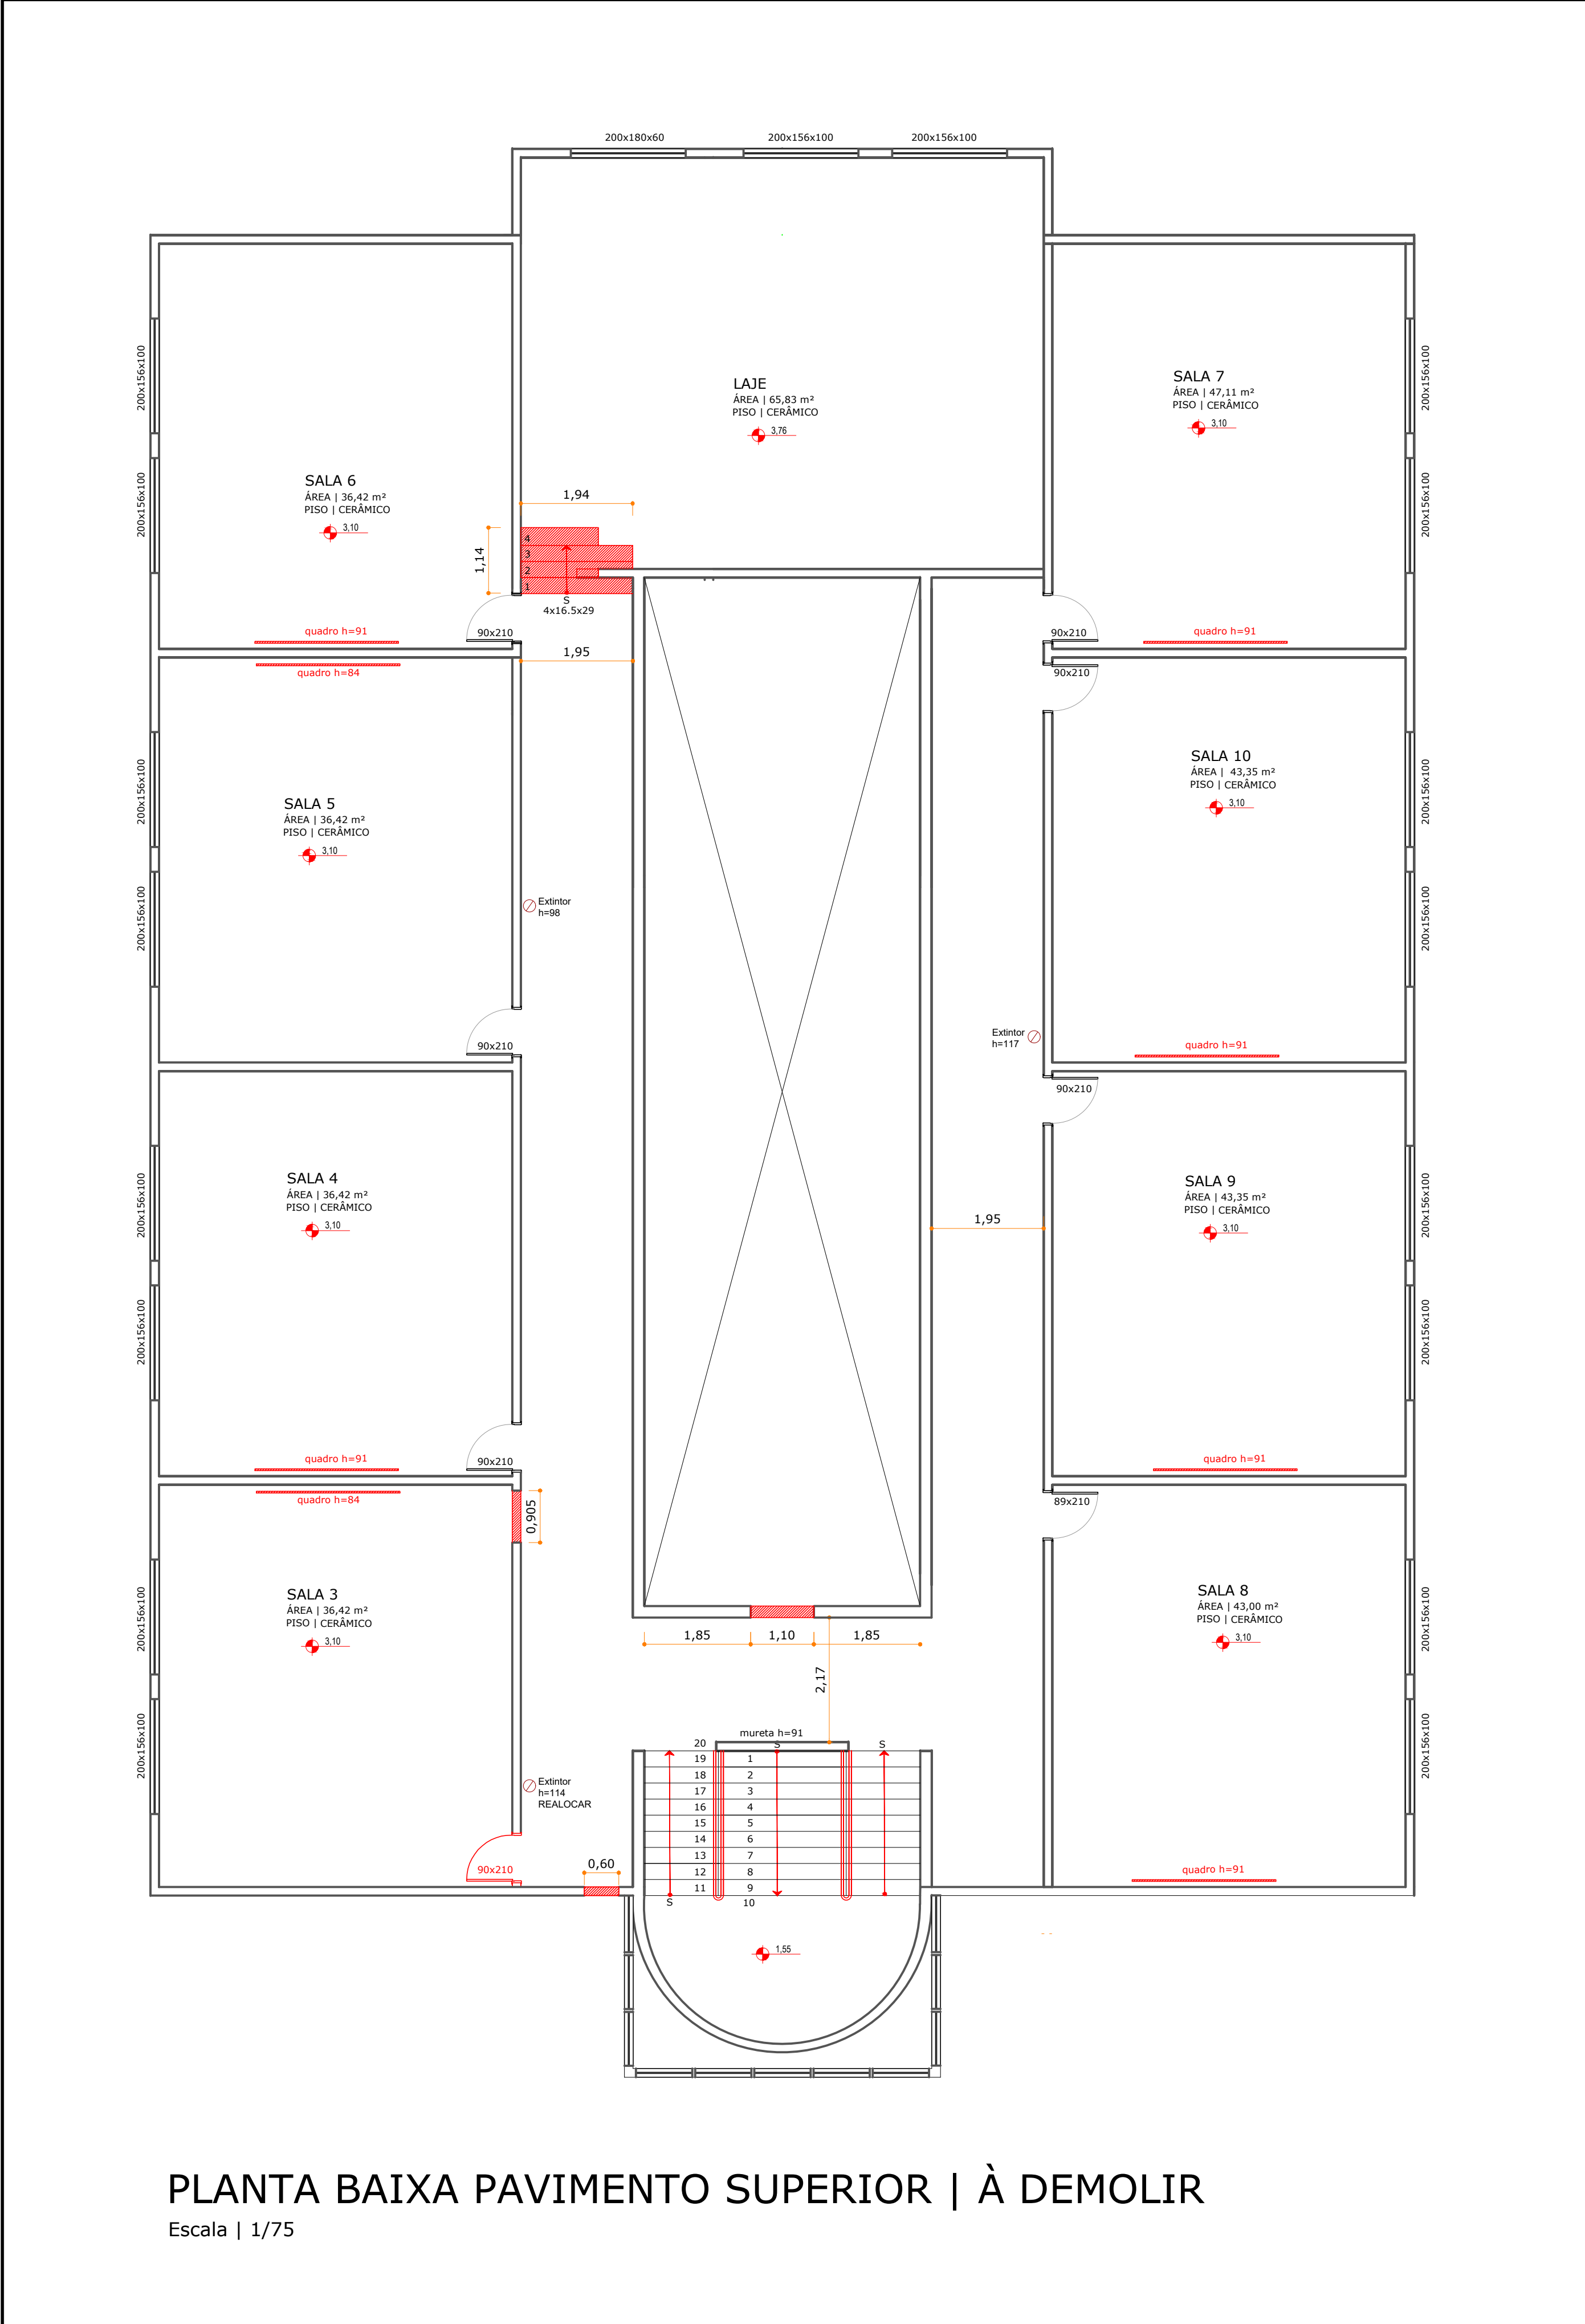 200x180x60
200x156x100
200x156x100
200x156x100
200x156x100
SALA 6
ÁREA | 36,42 m²
PISO | CERÂMICO
3,10
LAJE
ÁREA | 65,83 m²
PISO | CERÂMICO
3,76
SALA 7
ÁREA | 47,11 m²
PISO | CERÂMICO
3,10
200x156x100
200x156x100
1,94
1,14
4
3
2
1
S
4x16.5x29
quadro h=91
90x210
1,95
90x210
quadro h=91
quadro h=84
90x210
200x156x100
200x156x100
SALA 5
ÁREA | 36,42 m²
PISO | CERÂMICO
3,10
SALA 10
ÁREA | 43,35 m²
PISO | CERÂMICO
3,10
200x156x100
200x156x100
Extintor
h=98
Extintor
h=117
90x210
quadro h=91
90x210
200x156x100
200x156x100
SALA 4
ÁREA | 36,42 m²
PISO | CERÂMICO
3,10
1,95
SALA 9
ÁREA | 43,35 m²
PISO | CERÂMICO
3,10
200x156x100
200x156x100
quadro h=91
90x210
quadro h=91
quadro h=84
0,905
89x210
200x156x100
200x156x100
SALA 3
ÁREA | 36,42 m²
PISO | CERÂMICO
3,10
1,85
1,10
1,85
2,17
SALA 8
ÁREA | 43,00 m²
PISO | CERÂMICO
3,10
200x156x100
200x156x100
mureta h=91
20
S
S
19 1
18 2
17 3
16 4
15 5
14 6
13 7
12 8
11 9
S
10
Extintor
h=114
REALOCAR
0,60
90x210
quadro h=91
1,55
PLANTA BAIXA PAVIMENTO SUPERIOR | À DEMOLIR
Escala | 1/75